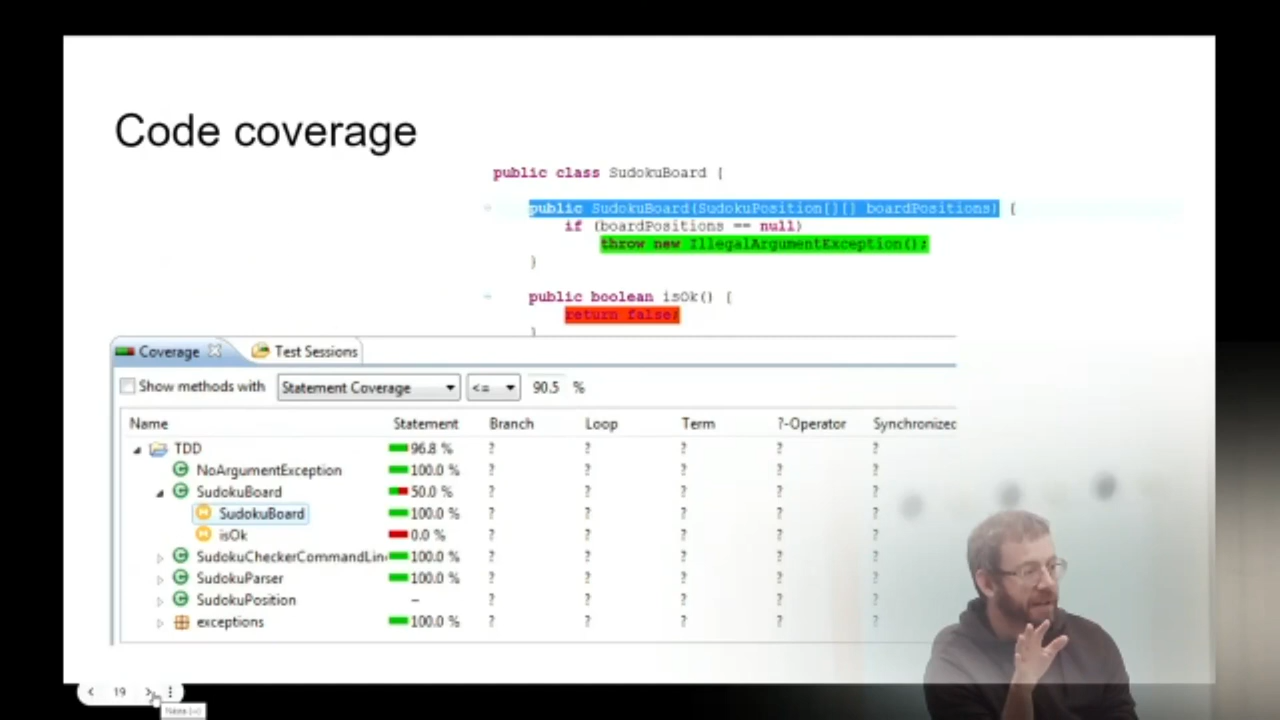 Code coverage
public class SudokuBoard {
public SudokuBoard(SudokuPosition[][] boardPositions) {
if (boardPositions == null)
throw new IllegalArgumentException();
}
public boolean isOk() {
return false;
}
Coverage Test Sessions
Show methods with Statement Coverage <= 90.5 %
Name Statement Branch Loop Term ?-Operator Synchronized
TDD 96.8 % ? ? ? ? ?
NoArgumentException 100.0 % ? ? ? ? ?
SudokuBoard 50.0 % ? ? ? ? ?
SudokuBoard 100.0 % ? ? ? ? ?
isOk 0.0 % ? ? ? ? ?
SudokuCheckerCommandLin 100.0 % ? ? ? ? ?
SudokuParser 100.0 % ? ? ? ? ?
SudokuPosition – ? ? ? ? ?
exceptions 100.0 % ? ? ? ? ?
19